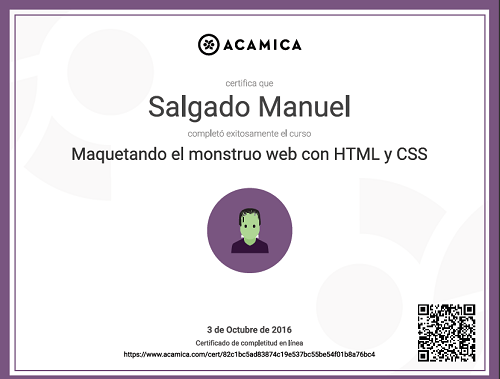 ACAMICA
certifica que
Salgado Manuel
completó exitosamente el curso
Maquetando el monstruo web con HTML y CSS
3 de Octubre de 2016
Certificado de completitud en línea
https://www.acamica.com/cert/82c1bc5ad83874c19e537bc55be54f01b8a76bc4